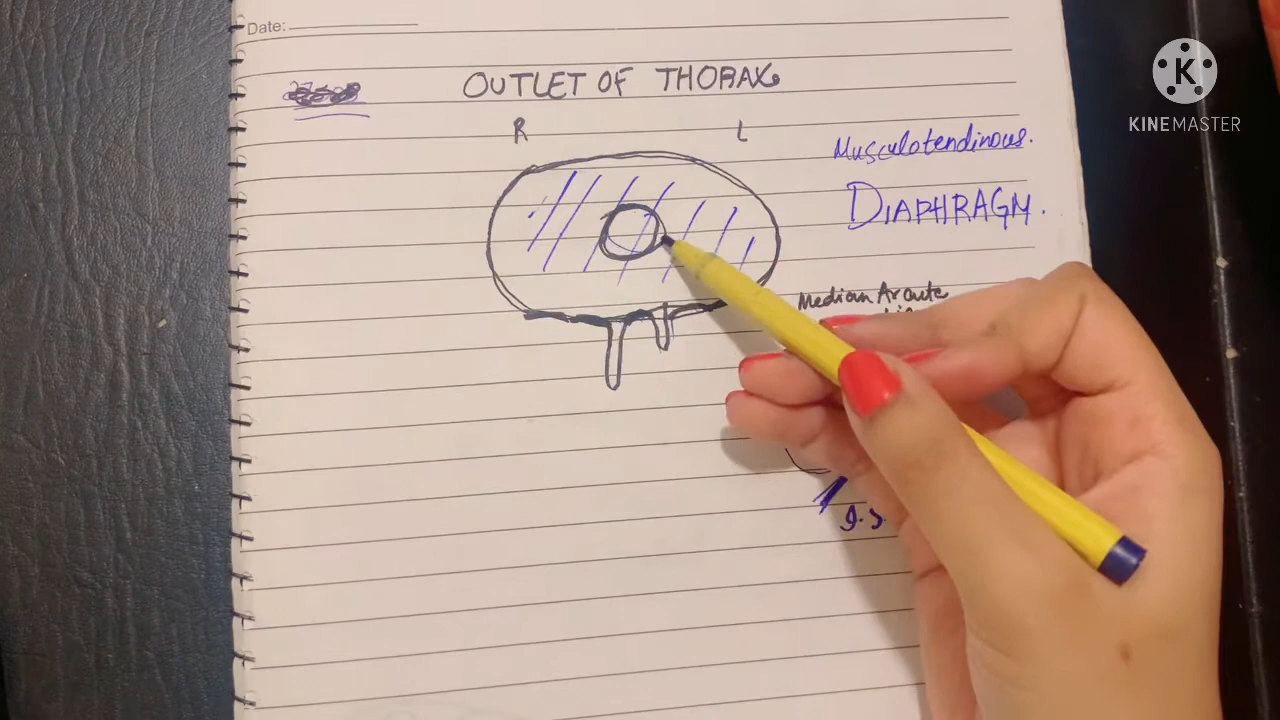 Date:
OUTLET OF THORAX
R
L
Musculotendinous.
DIAPHRAGM.
Median Arcuate
K
KINEMASTER